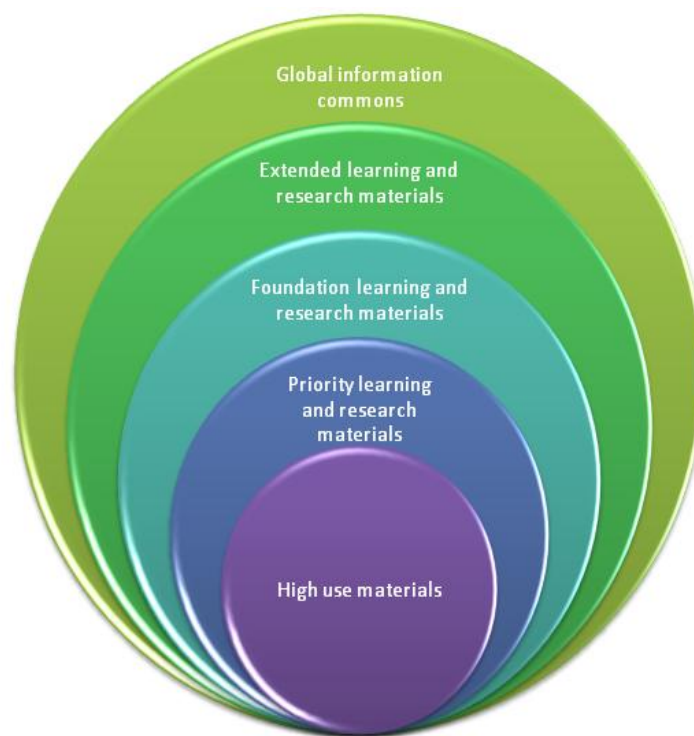 Global information
commons
Extended learning and
research materials
Foundation learning and
research materials
Priority learning
and research
materials
High use materials